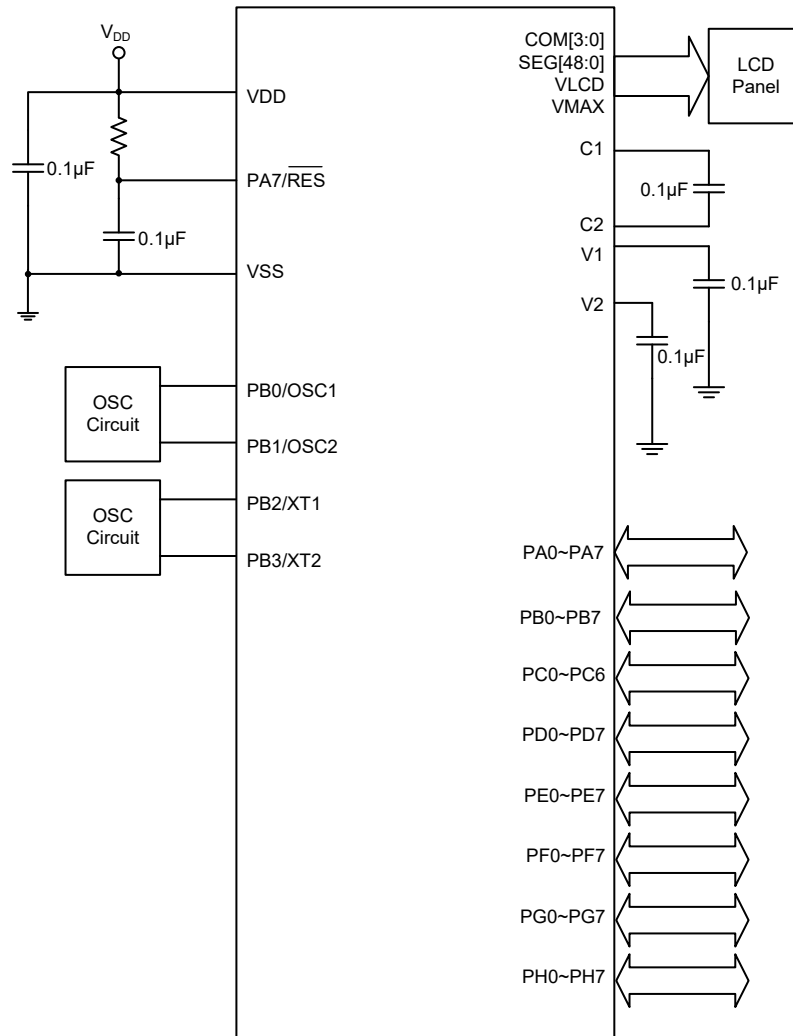 VDD
VDD
0.1µF
PA7/RES
0.1µF
VSS
OSC
Circuit
PB0/OSC1
PB1/OSC2
OSC
Circuit
PB2/XT1
PB3/XT2
COM[3:0]
SEG[48:0]
VLCD
VMAX
LCD
Panel
C1
0.1µF
C2
V1
0.1µF
V2
0.1µF
PA0~PA7
PB0~PB7
PC0~PC6
PD0~PD7
PE0~PE7
PF0~PF7
PG0~PG7
PH0~PH7